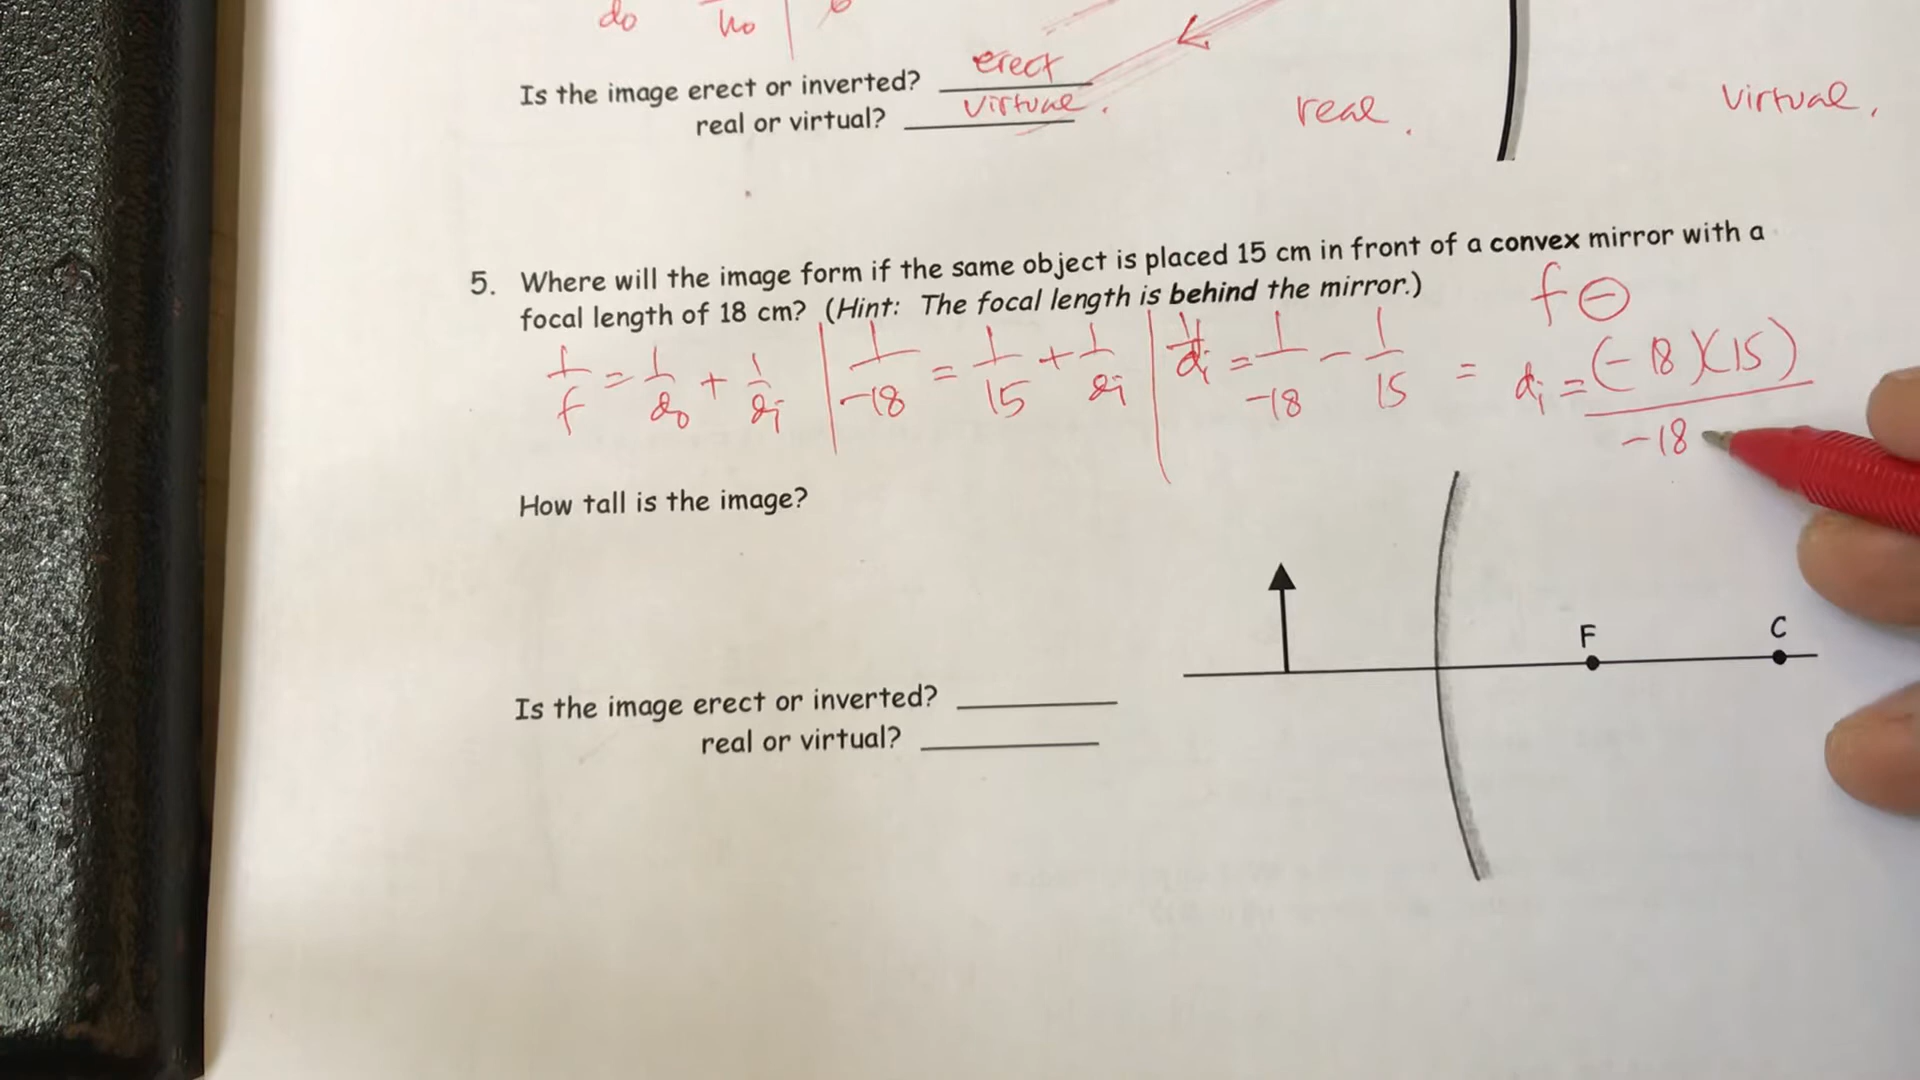 do ho
Is the image erect or inverted? erect
real or virtual? virtual.
real.
virtual.
5. Where will the image form if the same object is placed 15 cm in front of a convex mirror with a
focal length of 18 cm? (Hint: The focal length is behind the mirror.)
f ⊖
1/f = 1/do + 1/di | 1/-18 = 1/15 + 1/di | 1/di = 1/-18 - 1/15 = di = (-18)(15)/-18
How tall is the image?
F C
Is the image erect or inverted?
real or virtual?